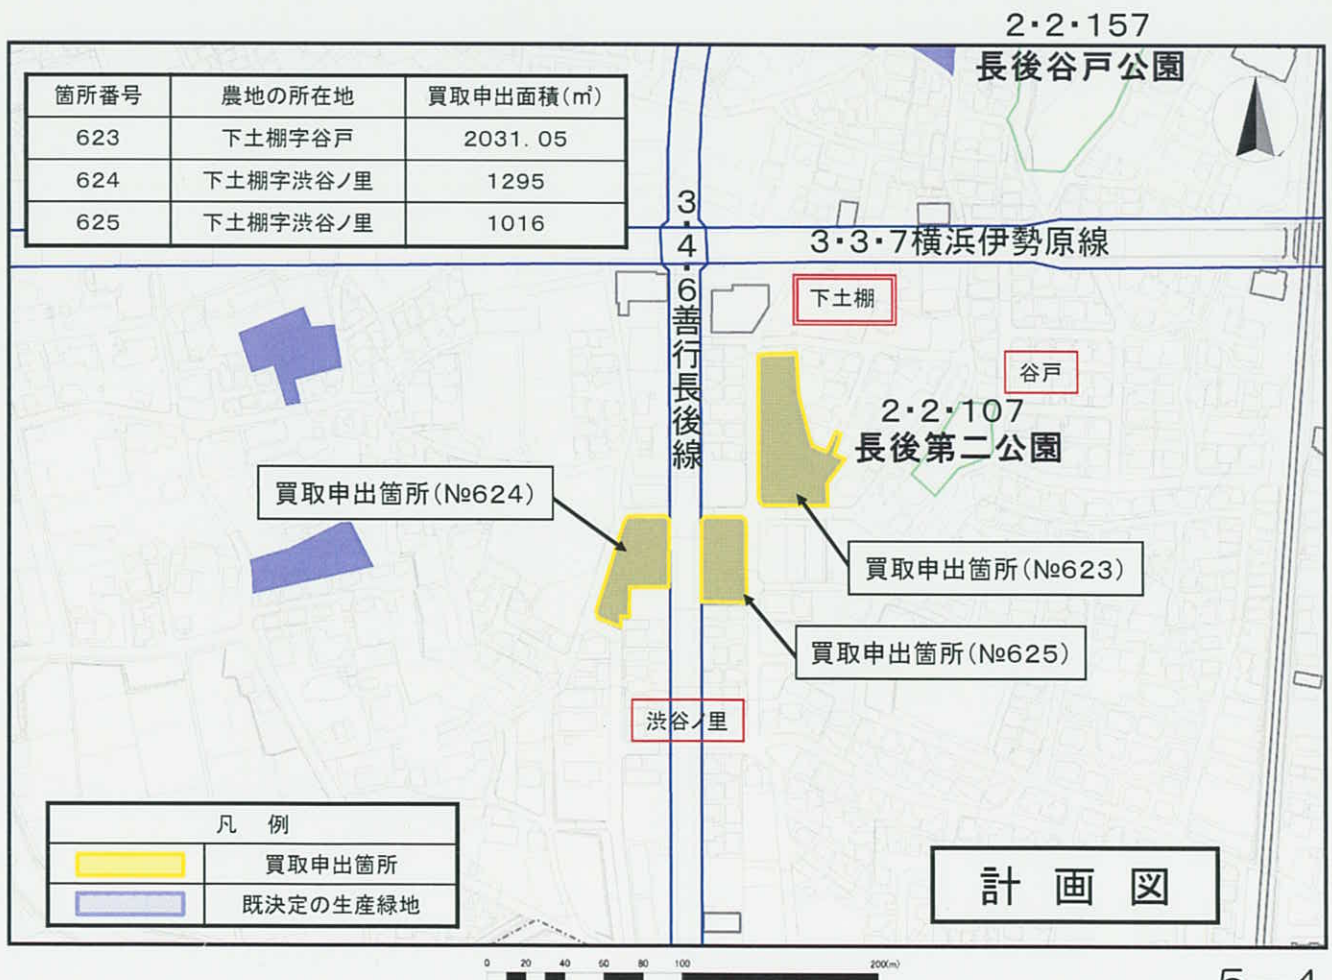 2・2・157
長後谷戸公園
箇所番号 農地の所在地 買取申出面積(㎡)
623 下土棚字谷戸 2031.05
624 下土棚字渋谷ノ里 1295
625 下土棚字渋谷ノ里 1016
3・4・6善行長後線
3・3・7横浜伊勢原線
下土棚
谷戸
2・2・107
長後第二公園
買取申出箇所(№624)
買取申出箇所(№623)
買取申出箇所(№625)
渋谷ノ里
凡 例
買取申出箇所
既決定の生産緑地
計 画 図
0 20 40 60 80 100 200(m)